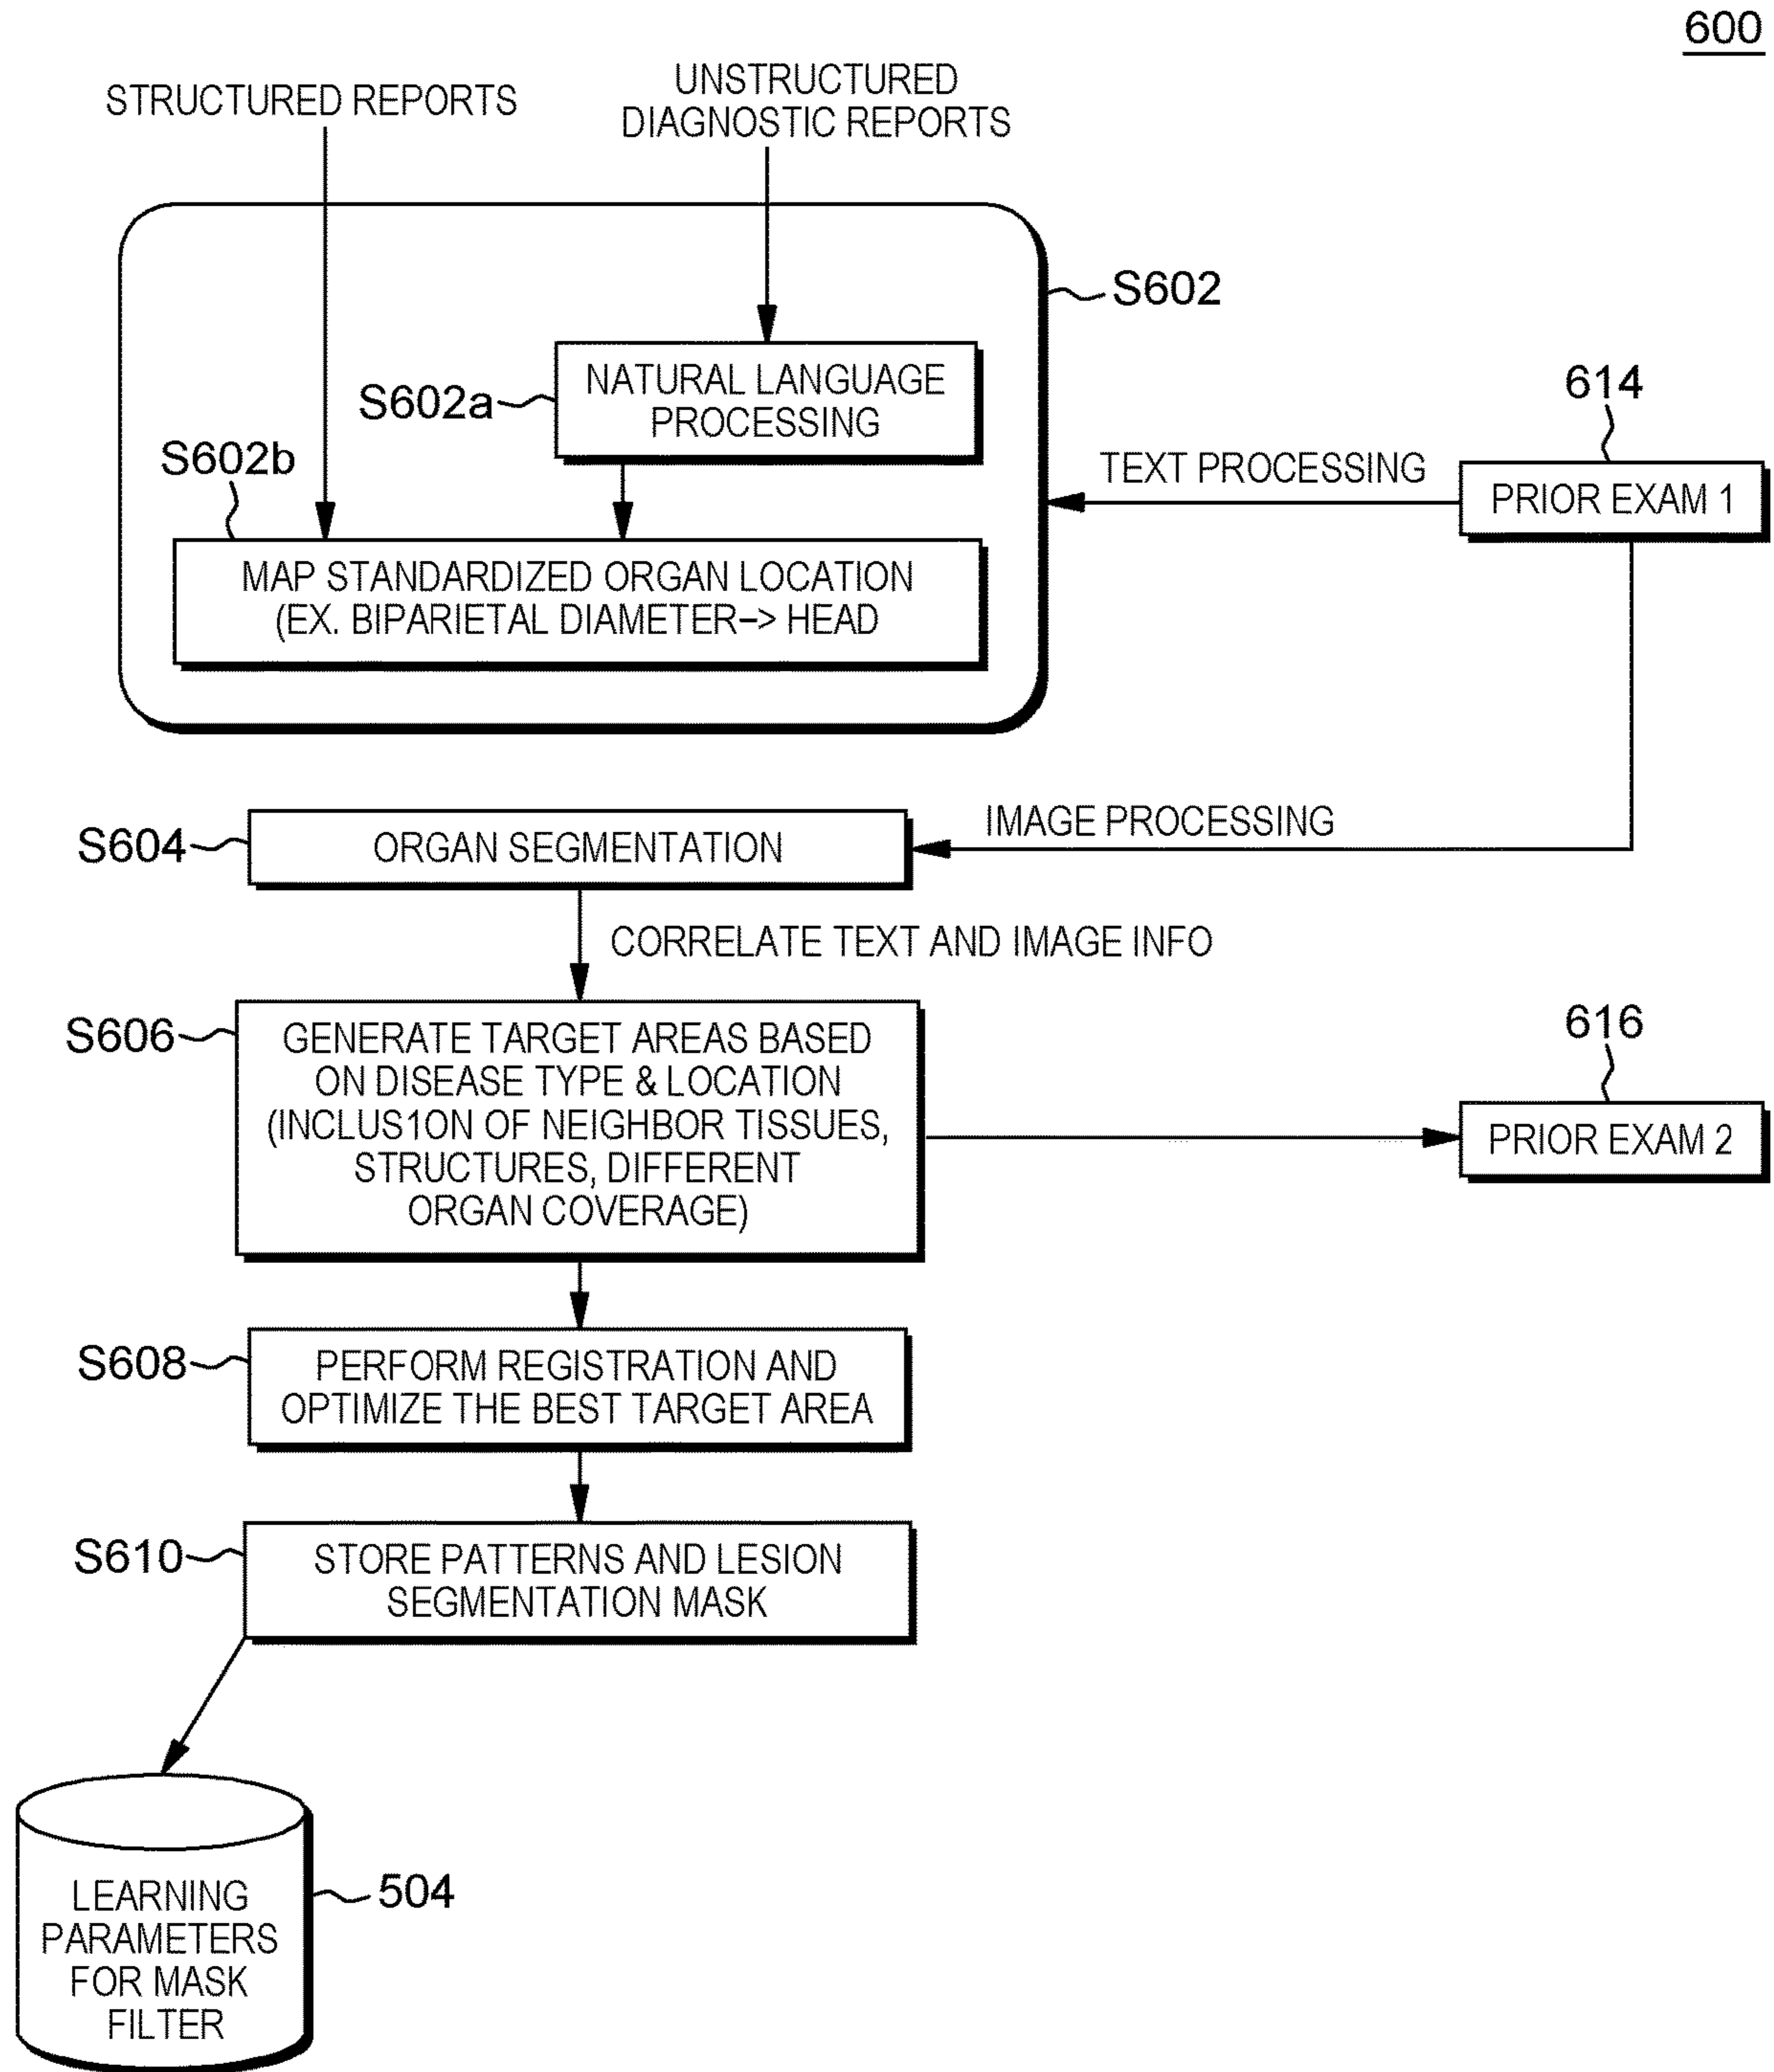 600
STRUCTURED REPORTS
UNSTRUCTURED
DIAGNOSTIC REPORTS
S602
S602a
NATURAL LANGUAGE
PROCESSING
614
S602b
TEXT PROCESSING
PRIOR EXAM 1
MAP STANDARDIZED ORGAN LOCATION
(EX. BIPARIETAL DIAMETER–> HEAD
S604
ORGAN SEGMENTATION
IMAGE PROCESSING
CORRELATE TEXT AND IMAGE INFO
S606
GENERATE TARGET AREAS BASED
ON DISEASE TYPE & LOCATION
(INCLUS1ON OF NEIGHBOR TISSUES,
STRUCTURES, DIFFERENT
ORGAN COVERAGE)
616
PRIOR EXAM 2
S608
PERFORM REGISTRATION AND
OPTIMIZE THE BEST TARGET AREA
S610
STORE PATTERNS AND LESION
SEGMENTATION MASK
504
LEARNING
PARAMETERS
FOR MASK
FILTER